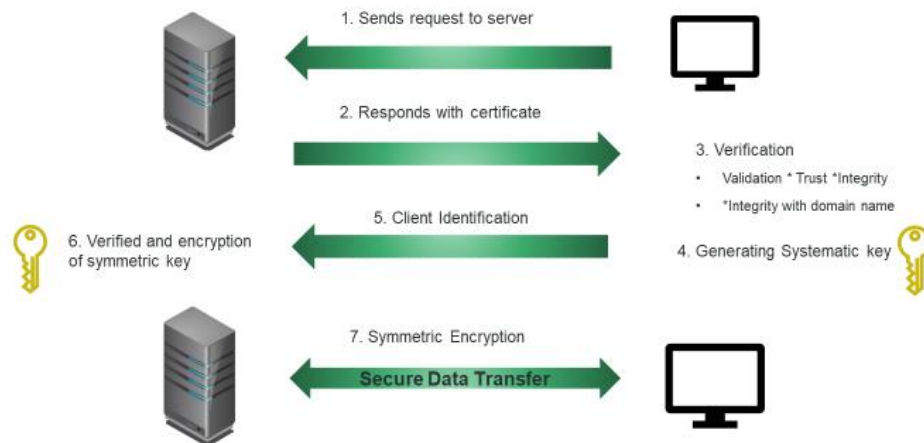 1. Sends request to server
2. Responds with certificate
3. Verification
• Validation * Trust *Integrity
• *Integrity with domain name
5. Client Identification
6. Verified and encryption
of symmetric key
4. Generating Systematic key
7. Symmetric Encryption
Secure Data Transfer